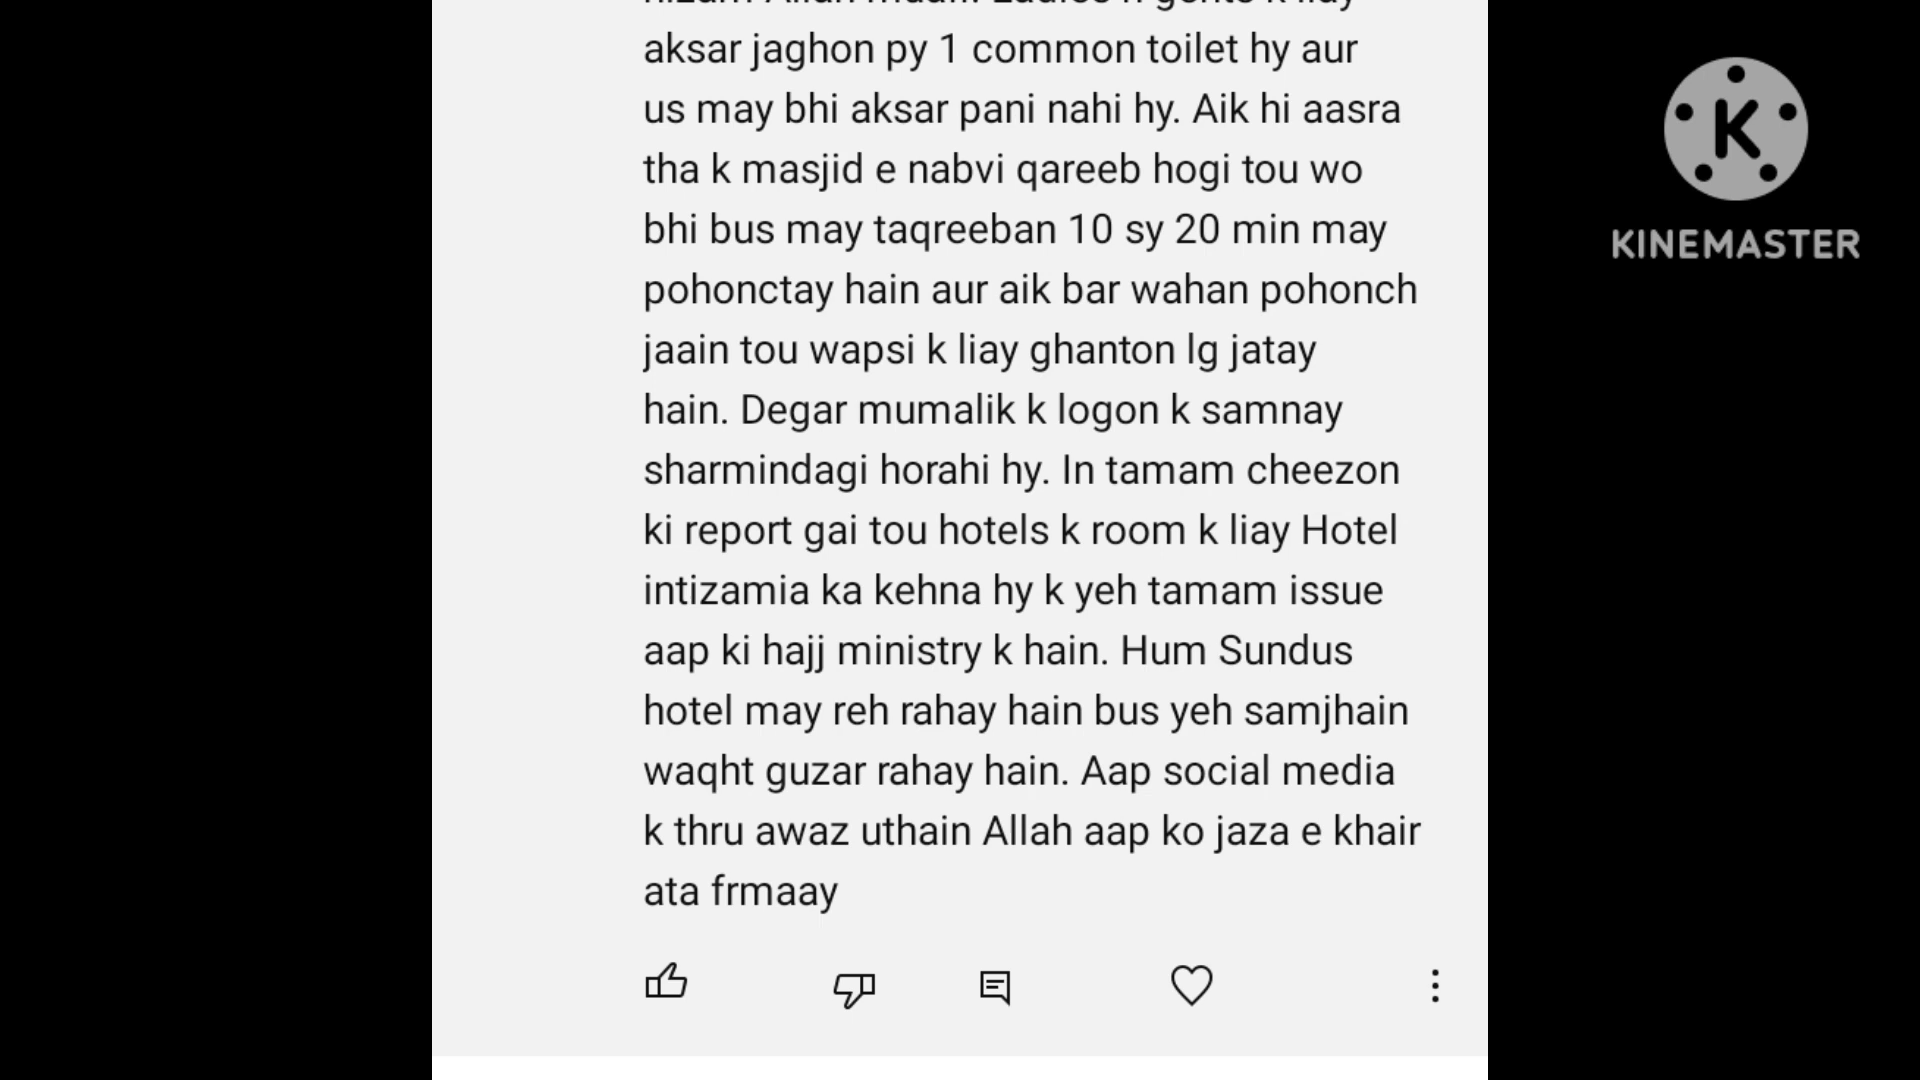 aksar jaghon py 1 common toilet hy aur
us may bhi aksar pani nahi hy. Aik hi aasra
tha k masjid e nabvi qareeb hogi tou wo
bhi bus may taqreeban 10 sy 20 min may
pohonctay hain aur aik bar wahan pohonch
jaain tou wapsi k liay ghanton lg jatay
hain. Degar mumalik k logon k samnay
sharmindagi horahi hy. In tamam cheezon
ki report gai tou hotels k room k liay Hotel
intizamia ka kehna hy k yeh tamam issue
aap ki hajj ministry k hain. Hum Sundus
hotel may reh rahay hain bus yeh samjhain
waqht guzar rahay hain. Aap social media
k thru awaz uthain Allah aap ko jaza e khair
ata frmaay
K
KINEMASTER